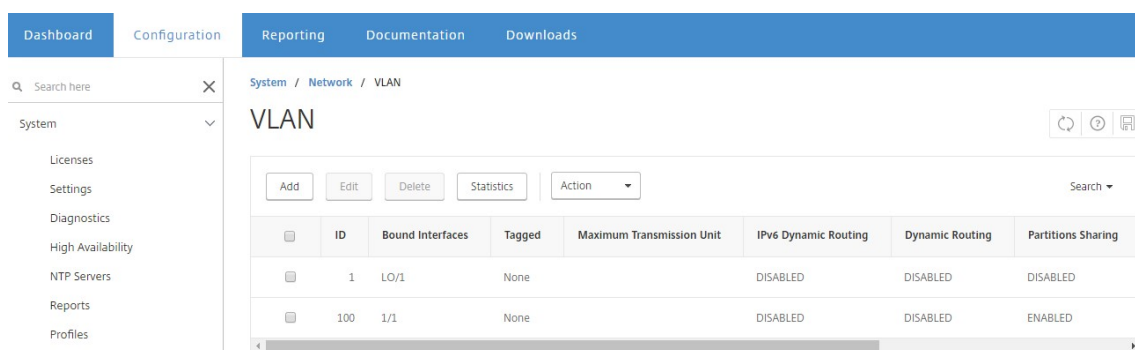 Dashboard Configuration Reporting Documentation Downloads
Search here
System / Network / VLAN
System
VLAN
Licenses
Settings
Diagnostics
High Availability
NTP Servers
Reports
Profiles
Add Edit Delete Statistics Action Search
ID Bound Interfaces Tagged Maximum Transmission Unit IPv6 Dynamic Routing Dynamic Routing Partitions Sharing
1 LO/1 None DISABLED DISABLED DISABLED
100 1/1 None DISABLED DISABLED ENABLED